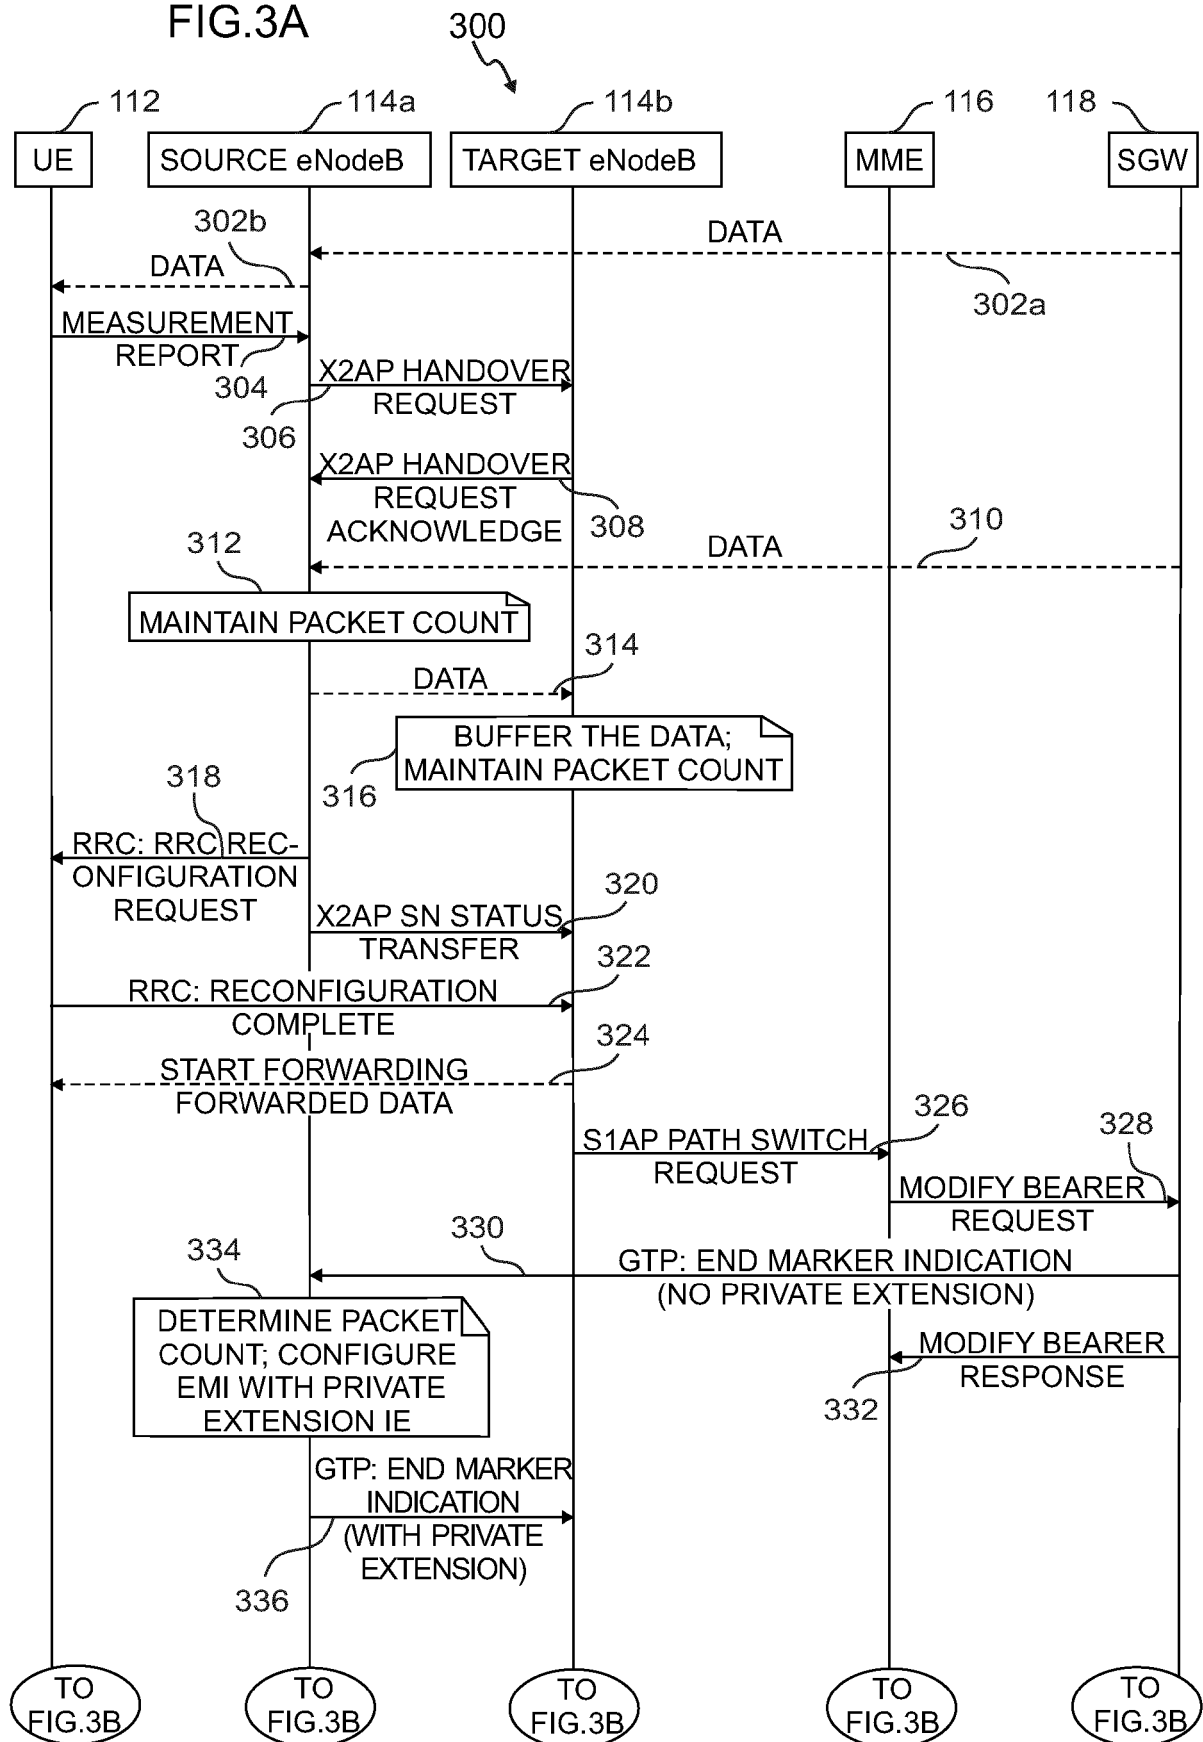 FIG.3A
300
112
114a
114b
116
118
UE
SOURCE eNodeB
TARGET eNodeB
MME
SGW
302b
DATA
DATA
302a
MEASUREMENT
REPORT
304
X2AP HANDOVER
REQUEST
306
X2AP HANDOVER
REQUEST
ACKNOWLEDGE
308
310
DATA
312
MAINTAIN PACKET COUNT
314
DATA
BUFFER THE DATA;
MAINTAIN PACKET COUNT
316
318
RRC: RRC REC-
ONFIGURATION
REQUEST
320
X2AP SN STATUS
TRANSFER
322
RRC: RECONFIGURATION
COMPLETE
324
START FORWARDING
FORWARDED DATA
326
S1AP PATH SWITCH
REQUEST
328
MODIFY BEARER
REQUEST
330
GTP: END MARKER INDICATION
(NO PRIVATE EXTENSION)
334
DETERMINE PACKET
COUNT; CONFIGURE
EMI WITH PRIVATE
EXTENSION IE
MODIFY BEARER
RESPONSE
332
GTP: END MARKER
INDICATION
(WITH PRIVATE
EXTENSION)
336
TO
FIG.3B
TO
FIG.3B
TO
FIG.3B
TO
FIG.3B
TO
FIG.3B